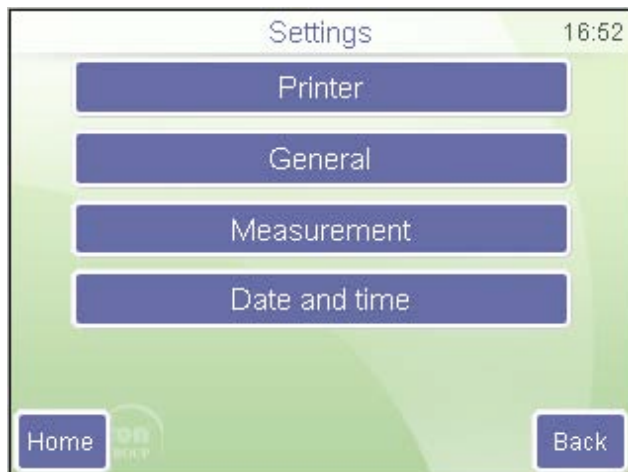 Settings 16:52
Printer
General
Measurement
Date and time
Home Back